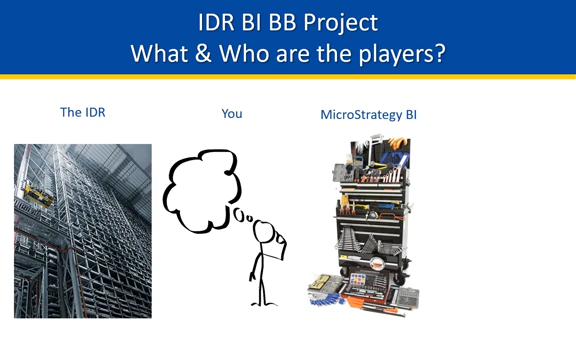 IDR BI BB Project
What & Who are the players?
The IDR
You
MicroStrategy BI